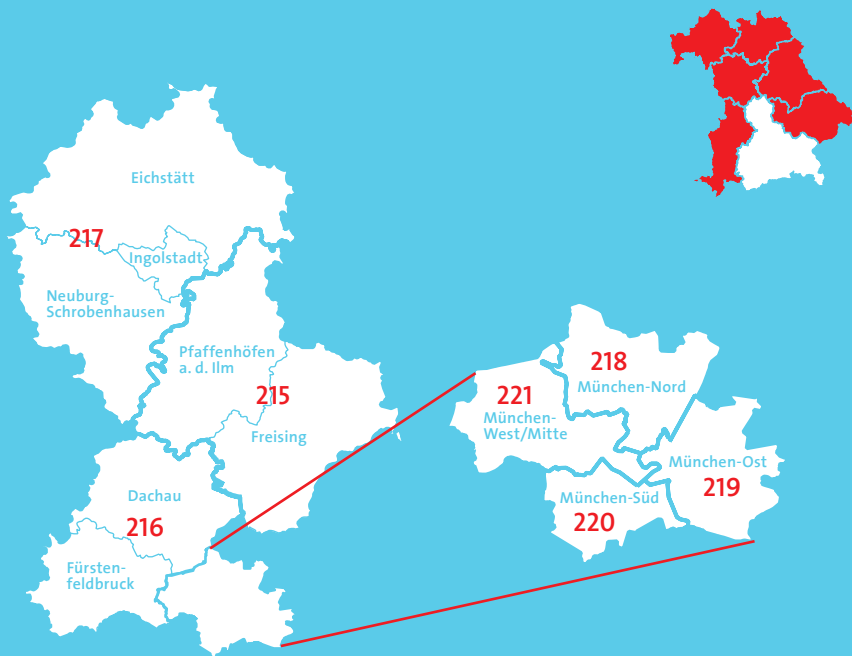 Eichstätt
217
Ingolstadt
Neuburg-
Schrobenhausen
Pfaffenhöfen
a. d. Ilm
215
Freising
Dachau
216
Fürsten-
feldbruck
218
München-Nord
221
München-
West/Mitte
München-Ost
219
München-Süd
220